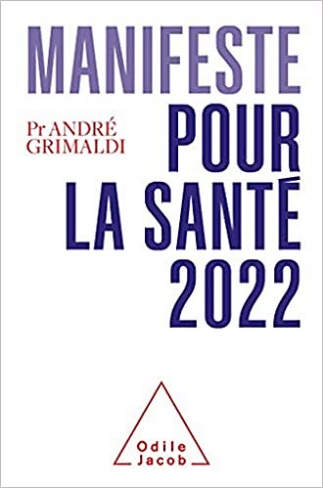 MANIFESTE
Pr ANDRÉ
GRIMALDI
POUR
LA SANTÉ
2022
Odile
Jacob